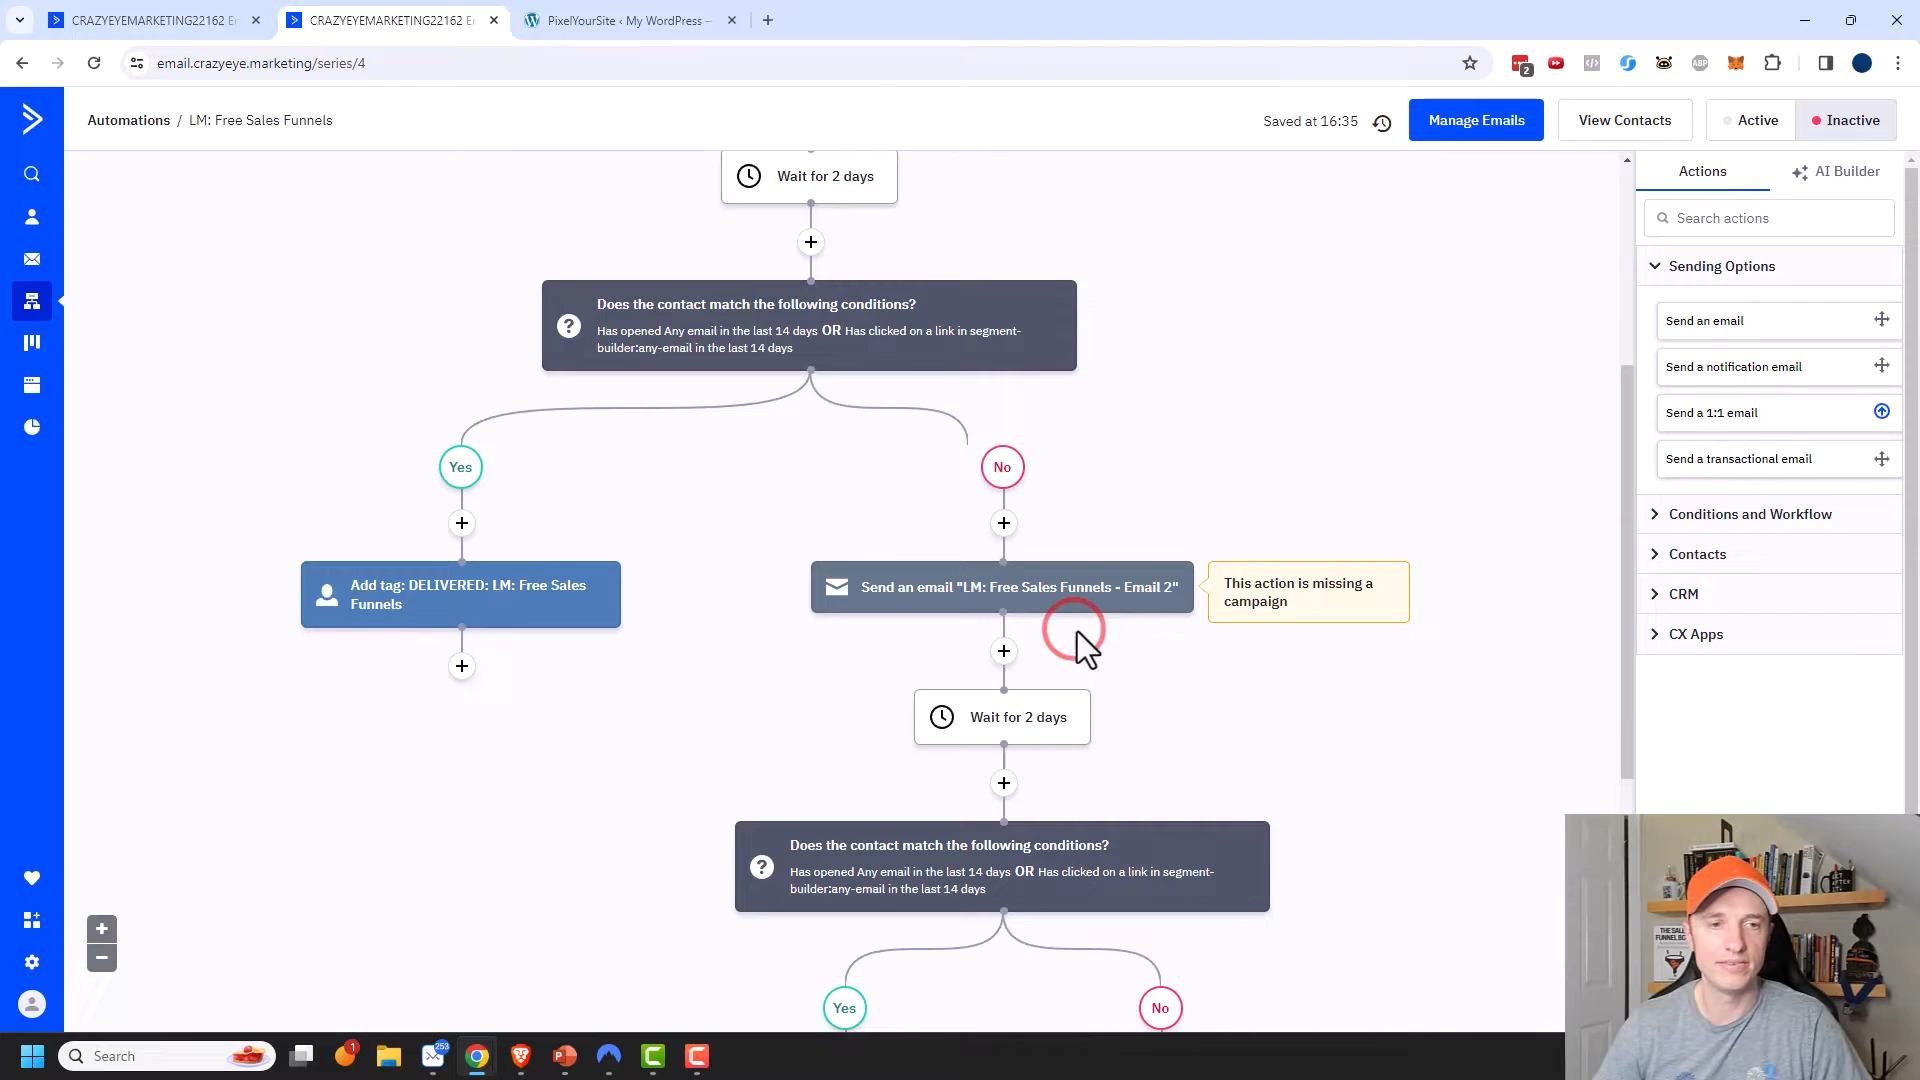 CRAZYEYEMARKETING22162 E
CRAZYEYEMARKETING22162 E
PixelYourSite ‹ My WordPress —
email.crazyeye.marketing/series/4
2
ABP
Automations / LM: Free Sales Funnels
Saved at 16:35
Manage Emails
View Contacts
Active
Inactive
Wait for 2 days
Does the contact match the following conditions?
Has opened Any email in the last 14 days OR Has clicked on a link in segment-
builder:any-email in the last 14 days
Yes
No
Add tag: DELIVERED: LM: Free Sales
Funnels
Send an email "LM: Free Sales Funnels - Email 2"
This action is missing a
campaign
Wait for 2 days
Does the contact match the following conditions?
Has opened Any email in the last 14 days OR Has clicked on a link in segment-
builder:any-email in the last 14 days
Yes
No
Actions
AI Builder
Search actions
Sending Options
Send an email
Send a notification email
Send a 1:1 email
Send a transactional email
Conditions and Workflow
Contacts
CRM
CX Apps
Search
1
253